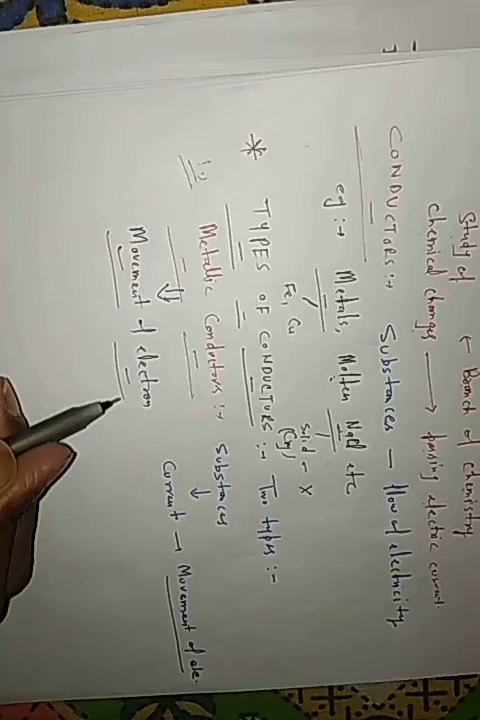 Study of ← Branch of chemistry
chemical changes → passing electric current.
CONDUCTORS:→ Substances – flow of electricity
eg:→ Metals, Molten NaCl etc
Fe, Cu Solid – X
* TYPES OF CONDUCTORS:→ Two types :-
1.) Metallic Conductors:→ Substances
↓
⇓ Current → Movement of ele
Movement of electron